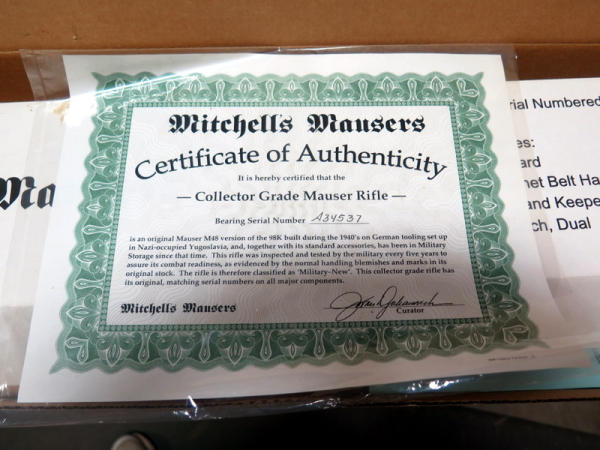 Mitchells Mausers
Certificate of Authenticity
It is hereby certified that the
— Collector Grade Mauser Rifle —
Bearing Serial Number A34537
is an original Mauser M48 version of the 98K built during the 1940's on German tooling set up
in Nazi-occupied Yugoslavia, and, together with its standard accessories, has been in Military
Storage since that time. This rifle was inspected and tested by the military every five years to
assure its combat readiness, as evidenced by the normal handling blemishes and marks in its
original stock. The rifle is therefore classified as 'Military-New'. This collector grade rifle has
its original, matching serial numbers on all major components.
Mitchells Mausers
Curator
Ma
rial Numbered
es:
ard
net Belt Ha
and Keepe
ch, Dual